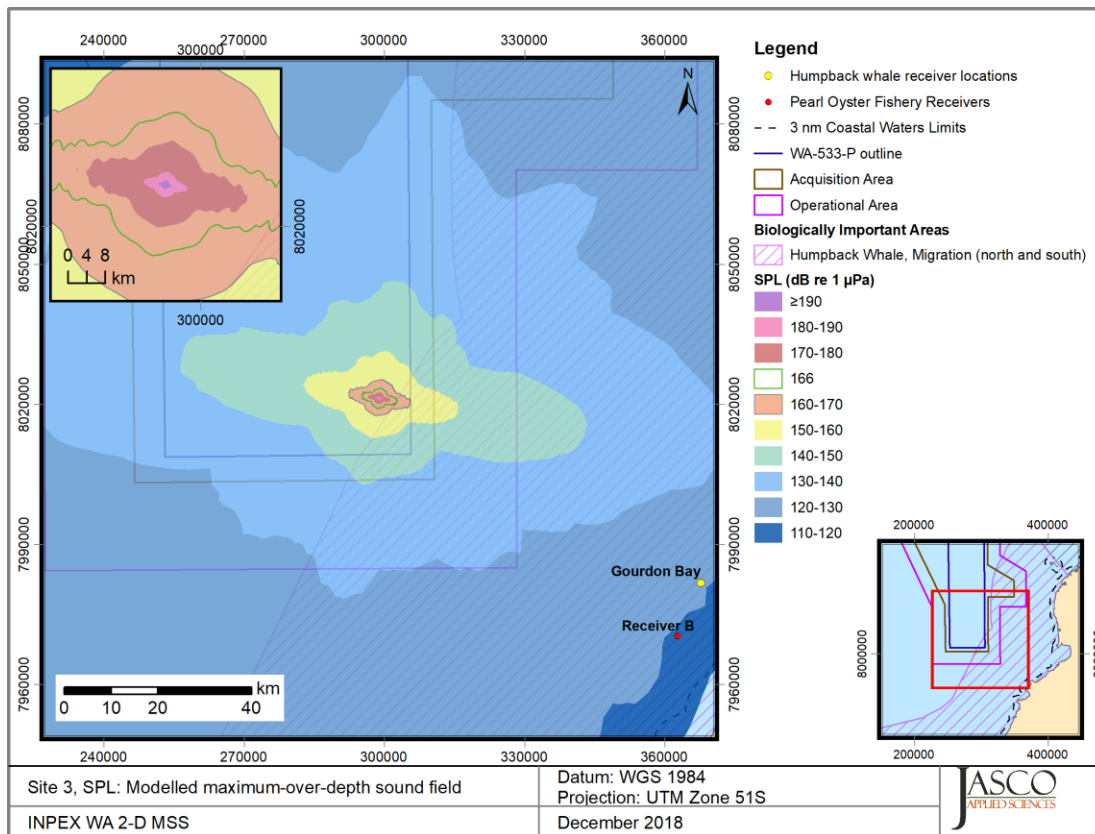 240000 270000 300000 330000 360000
300000
8080000
8050000
8020000
7990000
7960000
8020000
0 4 8
km
300000
N
8080000
8050000
8020000
7990000
7960000
Gourdon Bay
Receiver B
km
0 10 20 40
240000 270000 300000 330000 360000
Legend
Humpback whale receiver locations
Pearl Oyster Fishery Receivers
3 nm Coastal Waters Limits
WA-533-P outline
Acquisition Area
Operational Area
Biologically Important Areas
Humpback Whale, Migration (north and south)
SPL (dB re 1 µPa)
≥190
180-190
170-180
166
160-170
150-160
140-150
130-140
120-130
110-120
200000 400000
8000000
200000 400000
Site 3, SPL: Modelled maximum-over-depth sound field
INPEX WA 2-D MSS
Datum: WGS 1984
Projection: UTM Zone 51S
December 2018
JASCO
APPLIED SCIENCES